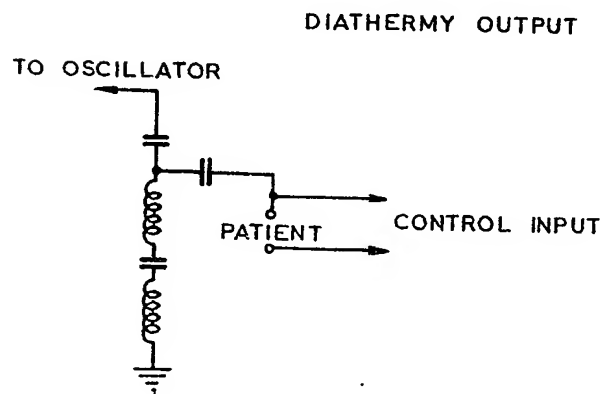 DIATHERMY OUTPUT
TO OSCILLATOR
PATIENT
CONTROL INPUT